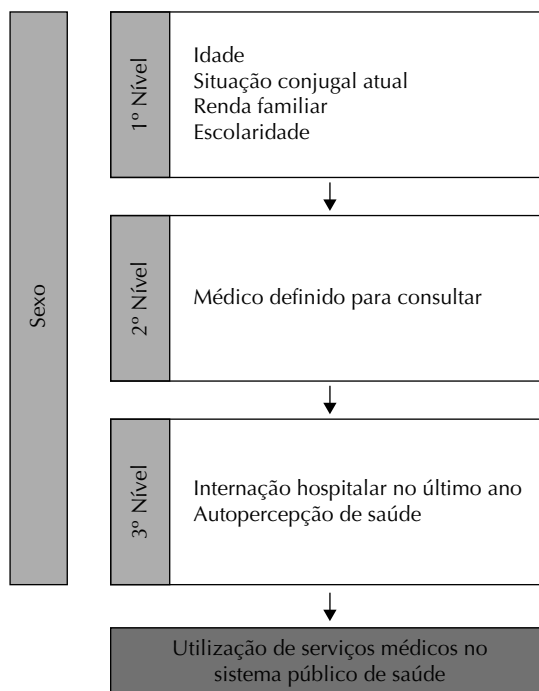 Sexo
1º Nível
Idade
Situação conjugal atual
Renda familiar
Escolaridade
2º Nível
Médico definido para consultar
3º Nível
Internação hospitalar no último ano
Autopercepção de saúde
Utilização de serviços médicos no
sistema público de saúde